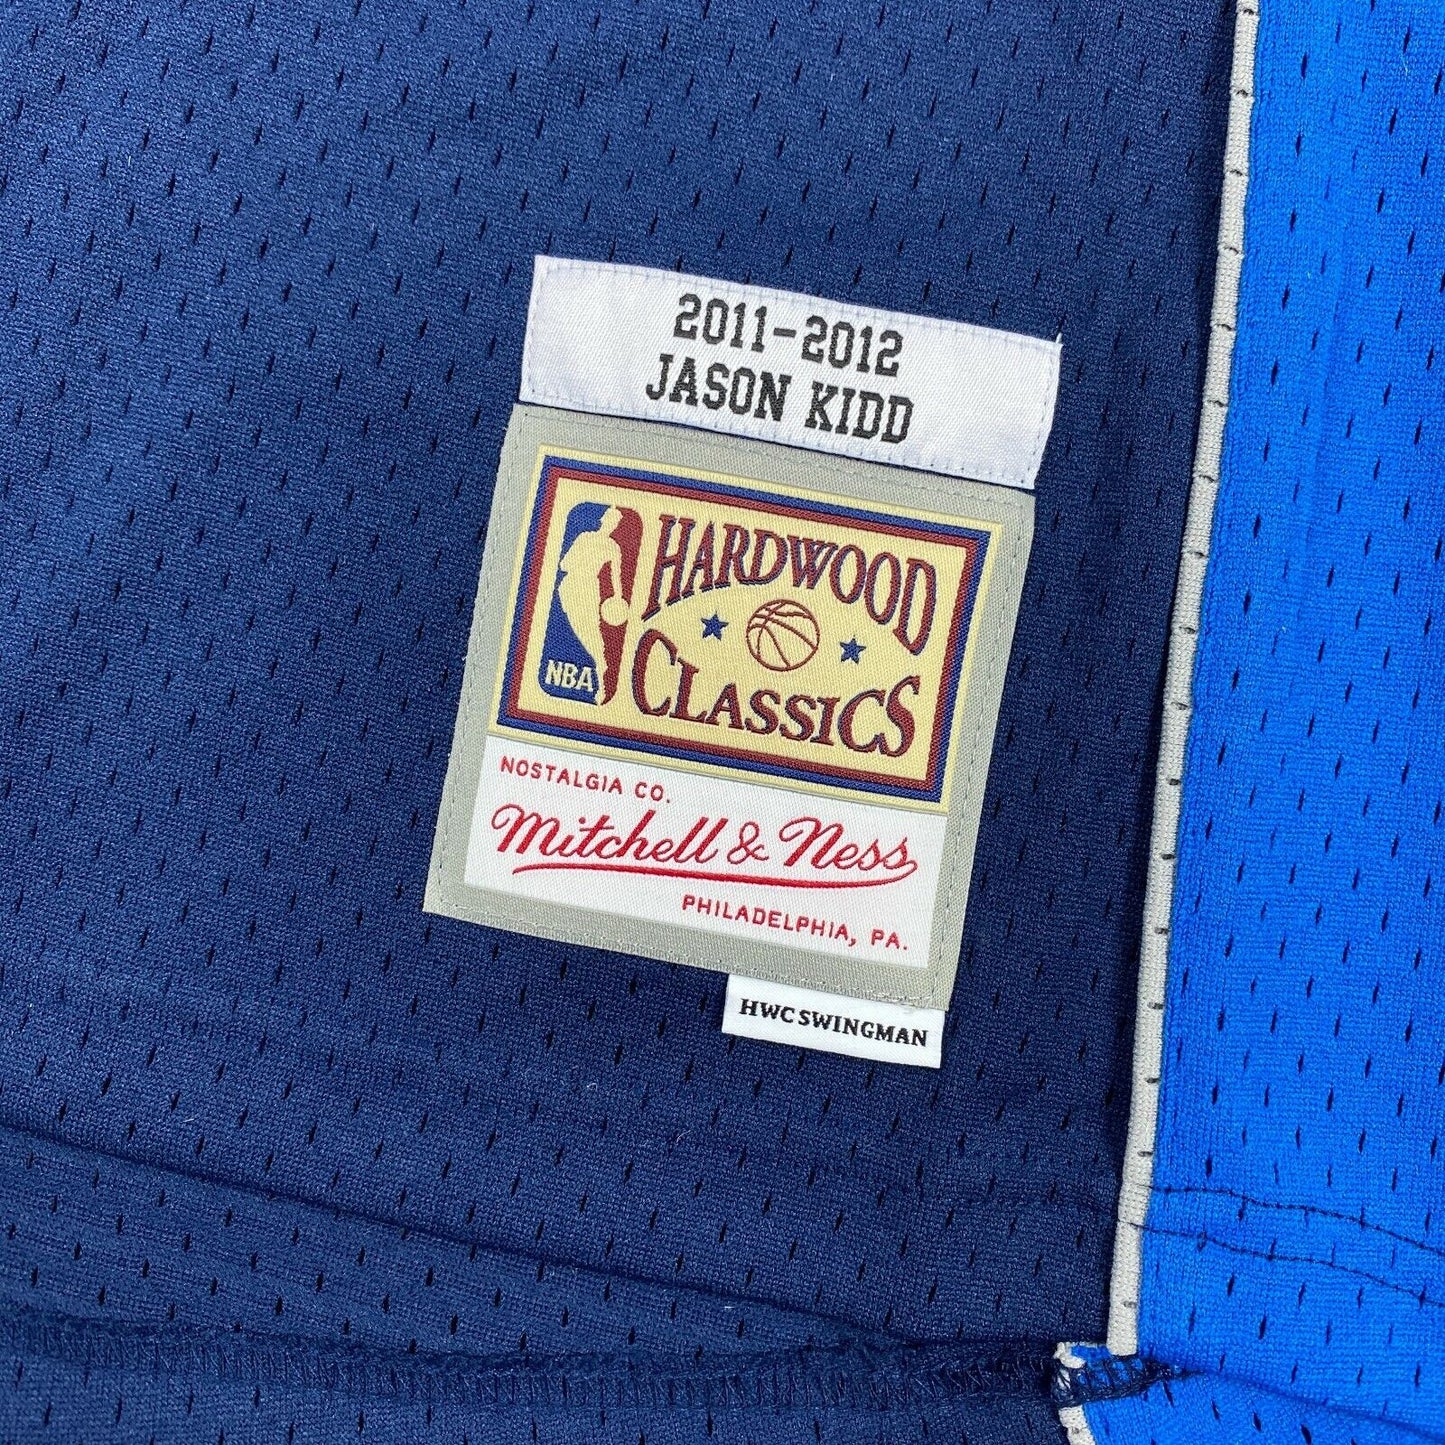 2011-2012
JASON KIDD
HARDWOOD
CLASSICS
NBA
NOSTALGIA CO.
Mitchell & Ness
PHILADELPHIA, PA.
HWC SWINGMAN